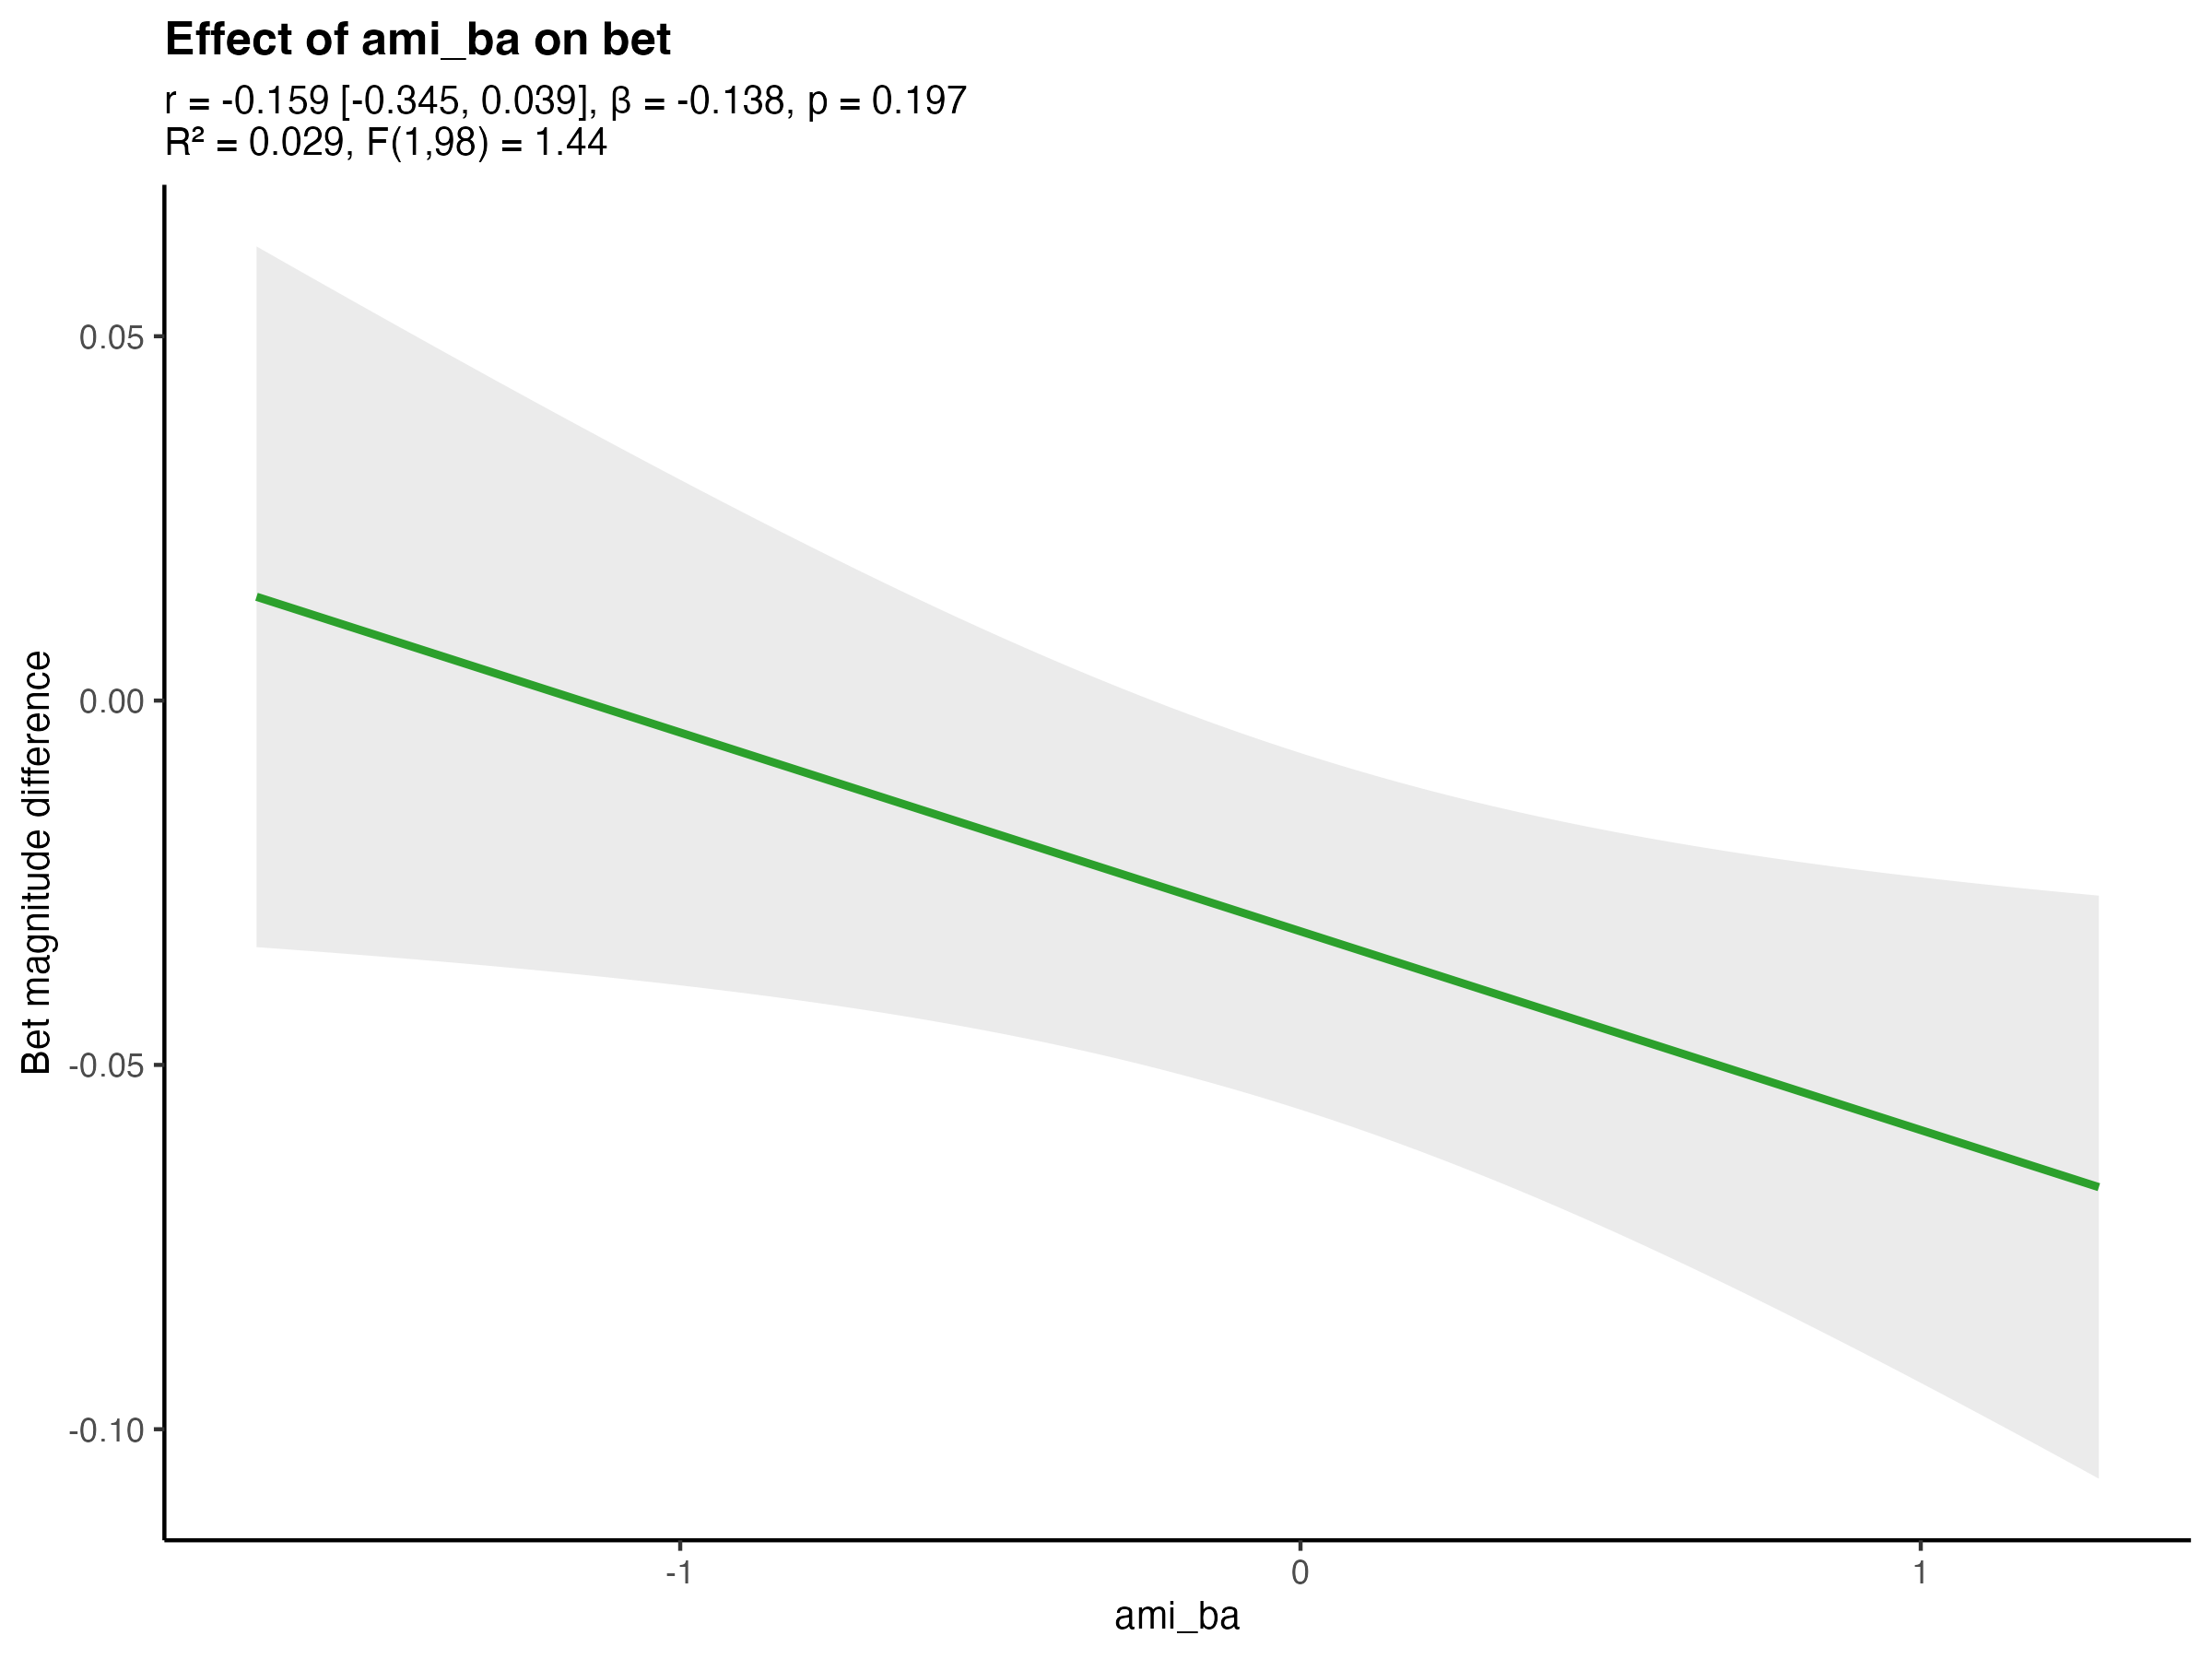 Effect of ami_ba on bet
r = -0.159 [-0.345, 0.039], β = -0.138, p = 0.197
R² = 0.029, F(1,98) = 1.44
Bet magnitude difference
0.05
0.00
-0.05
-0.10
-1
0
1
ami_ba